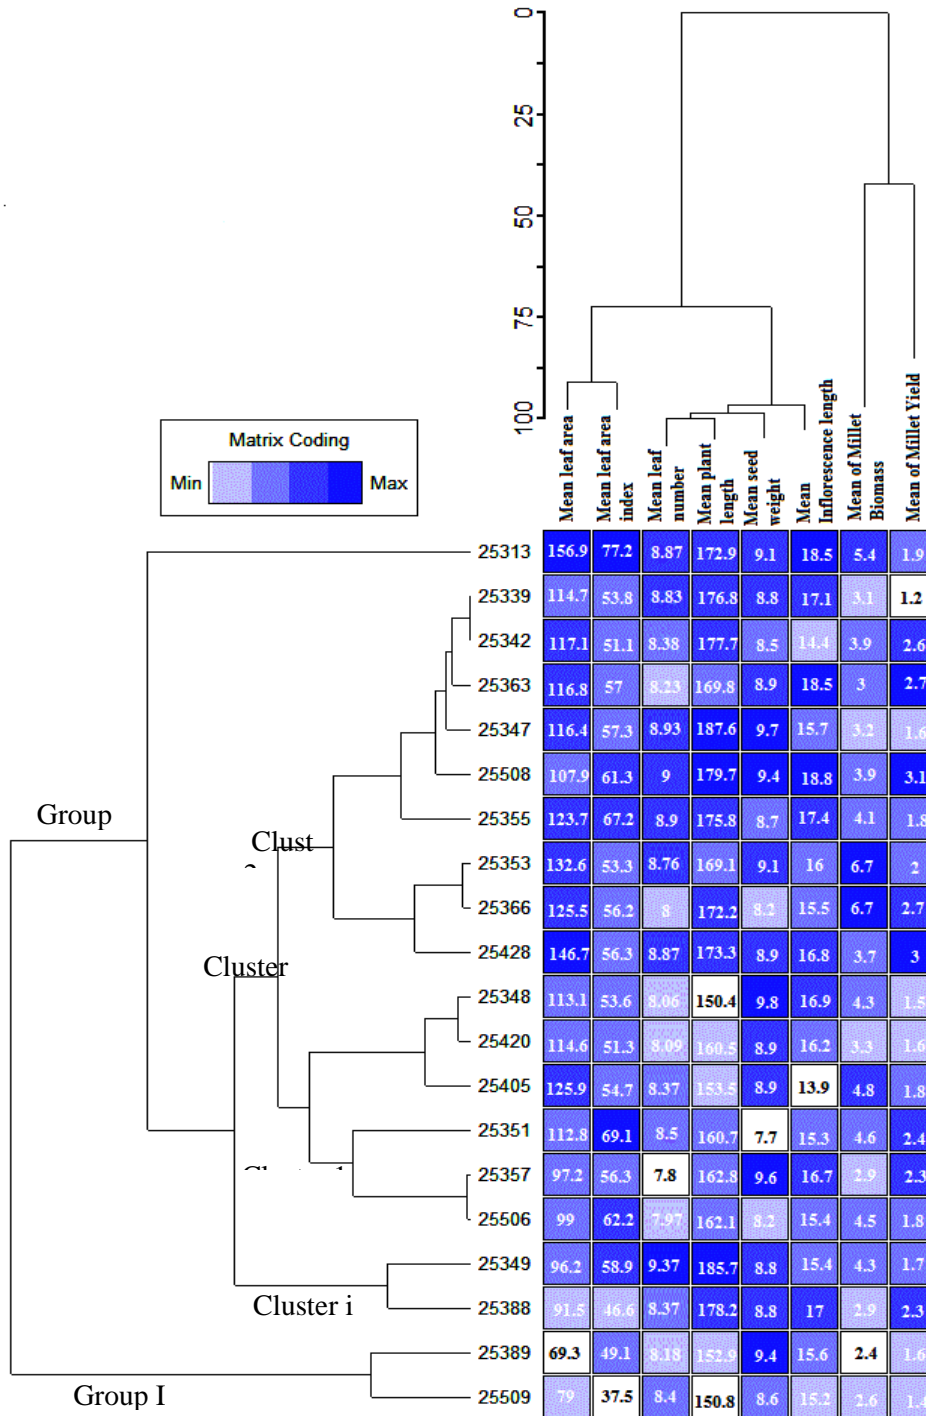 0
25
50
75
100
Matrix Coding
Min Max
Mean leaf area
Mean leaf area
index
Mean leaf
number
Mean plant
length
Mean seed
weight
Mean
Inflorescence length
Mean of Millet
Biomass
Mean of Millet Yield
25313 156.9 77.2 8.87 172.9 9.1 18.5 5.4 1.9
25339 114.7 53.8 8.83 176.8 8.8 17.1 3.1 1.2
25342 117.1 51.1 8.38 177.7 8.5 14.4 3.9 2.6
25363 116.8 57 8.23 169.8 8.9 18.5 3 2.7
25347 116.4 57.3 8.93 187.6 9.7 15.7 3.2 1.6
25508 107.9 61.3 9 179.7 9.4 18.8 3.9 3.1
25355 123.7 67.2 8.9 175.8 8.7 17.4 4.1 1.8
Group
Clust
25353 132.6 53.3 8.76 169.1 9.1 16 6.7 2
25366 125.5 56.2 8 172.2 8.2 15.5 6.7 2.7
25428 146.7 56.3 8.87 173.3 8.9 16.8 3.7 3
Cluster
25348 113.1 53.6 8.06 150.4 9.8 16.9 4.3 1.5
25420 114.6 51.3 8.09 160.5 8.9 16.2 3.3 1.6
25405 125.9 54.7 8.37 153.5 8.9 13.9 4.8 1.8
25351 112.8 69.1 8.5 160.7 7.7 15.3 4.6 2.4
25357 97.2 56.3 7.8 162.8 9.6 16.7 2.9 2.3
25506 99 62.2 7.97 162.1 8.2 15.4 4.5 1.8
25349 96.2 58.9 9.37 185.7 8.8 15.4 4.3 1.7
Cluster i
25388 91.5 46.6 8.37 178.2 8.8 17 2.9 2.3
25389 69.3 49.1 8.18 152.9 9.4 15.6 2.4 1.6
Group I
25509 79 37.5 8.4 150.8 8.6 15.2 2.6 1.4